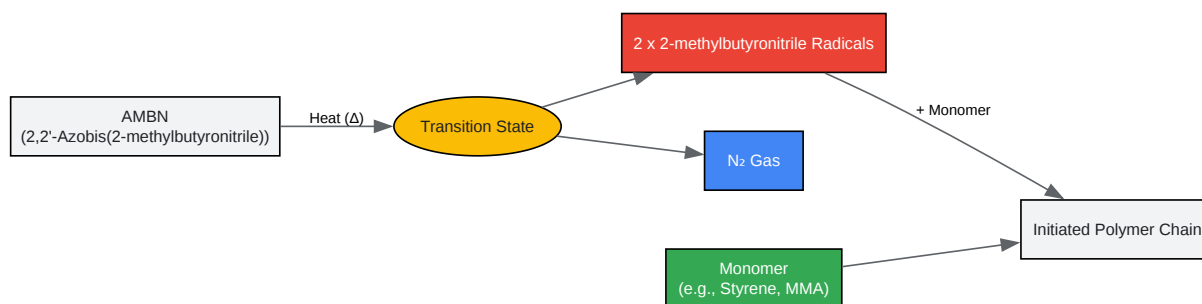 2 x 2-methylbutyronitrile Radicals
AMBN
(2,2'-Azobis(2-methylbutyronitrile))
Heat (Δ)
Transition State
+ Monomer
N₂ Gas
Initiated Polymer Chain
Monomer
(e.g., Styrene, MMA)